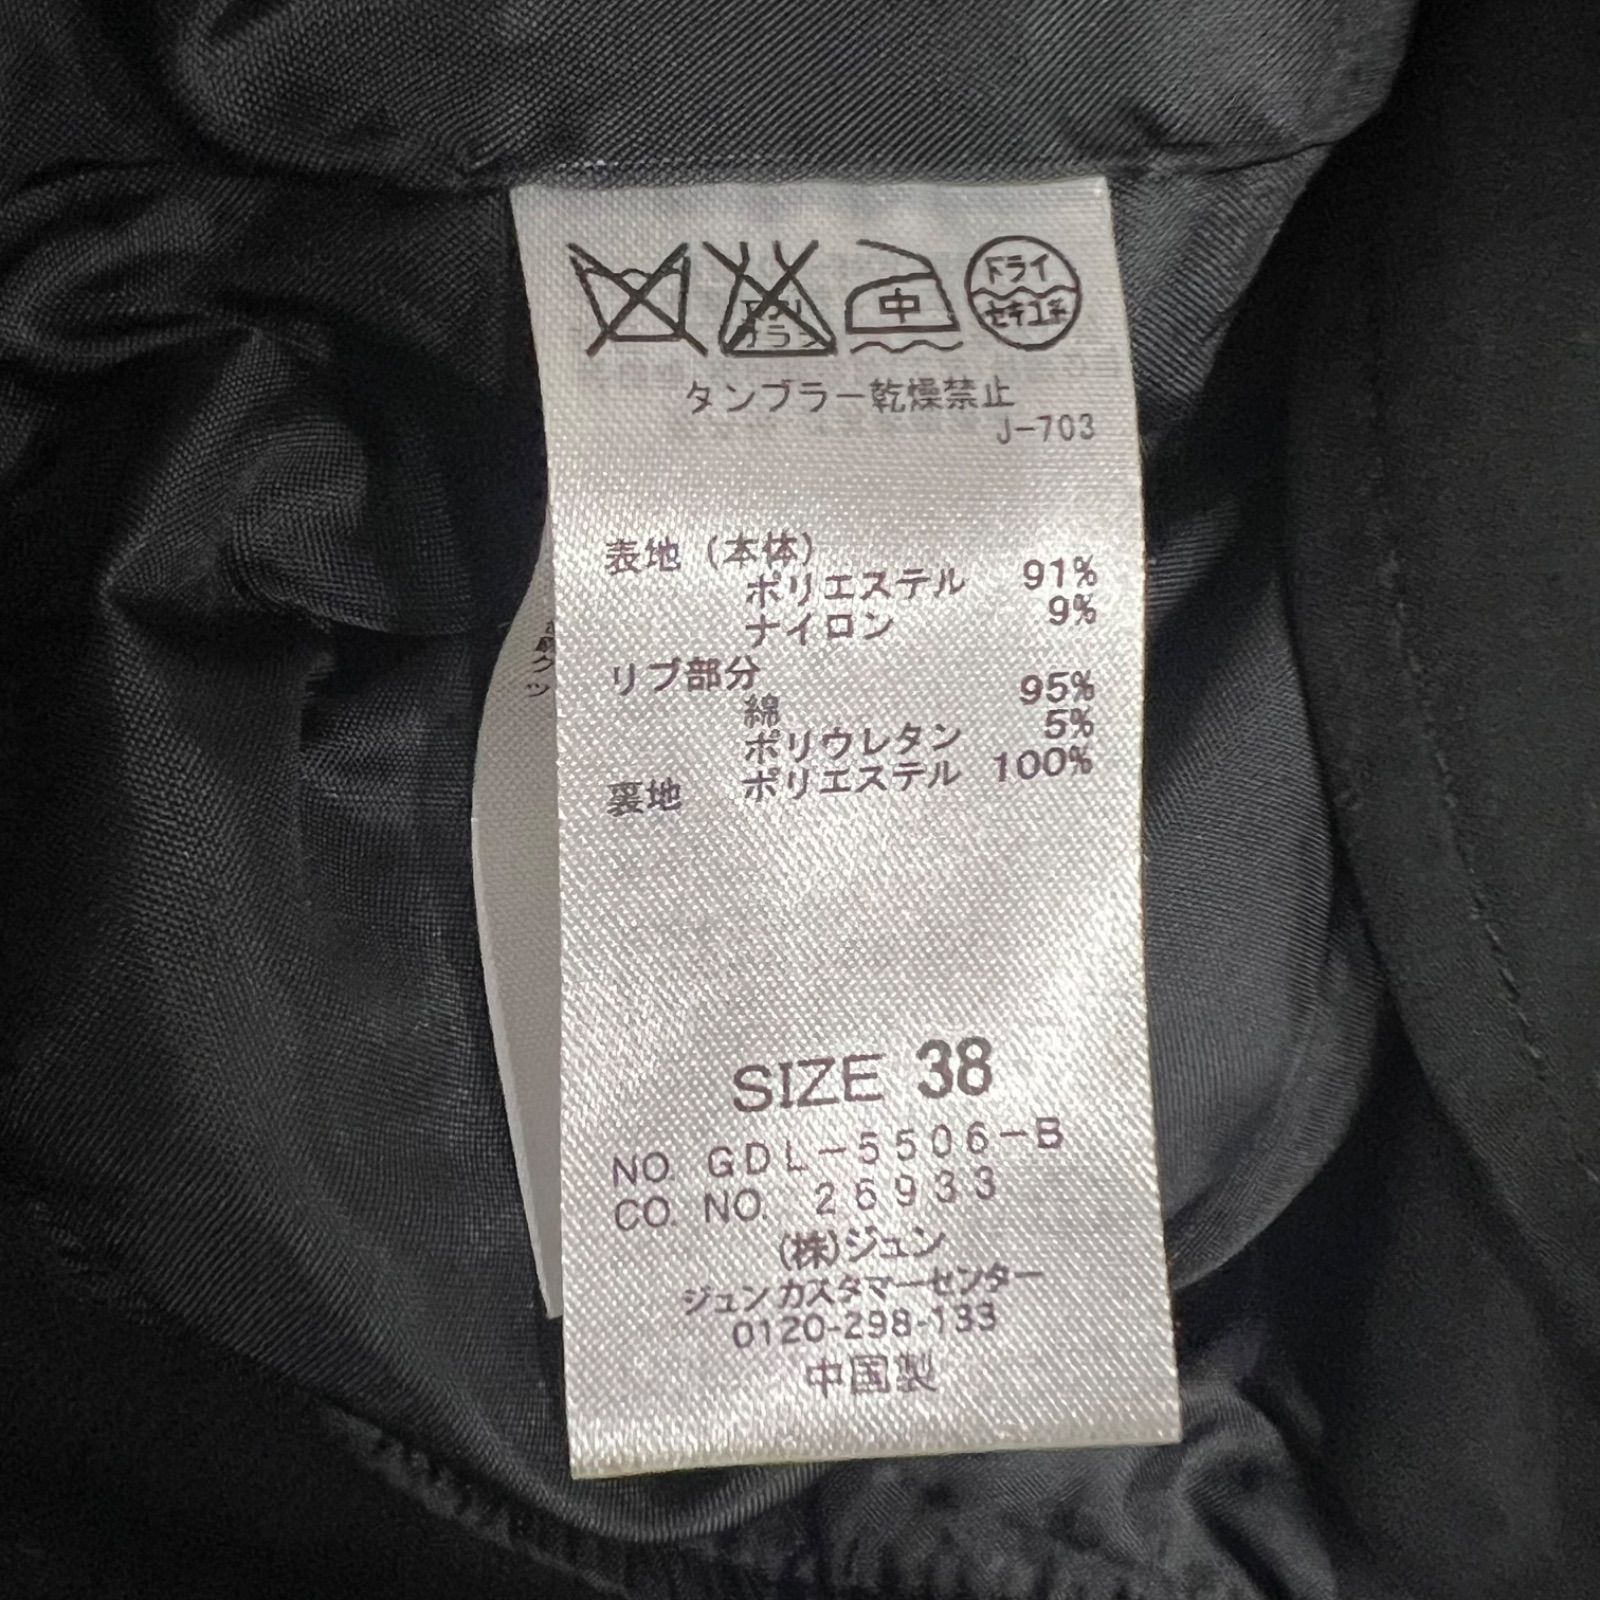 中
ドライ
セキユ系
タンブラー乾燥禁止
J-703
表地（本体）
ポリエステル 91%
ナイロン 9%
リブ部分
綿 95%
ポリウレタン 5%
裏地 ポリエステル 100%
SIZE 38
NO. GDL-5506-B
CO. NO. 26933
(株)ジュン
ジュンカスタマーセンター
0120-298-133
中国製